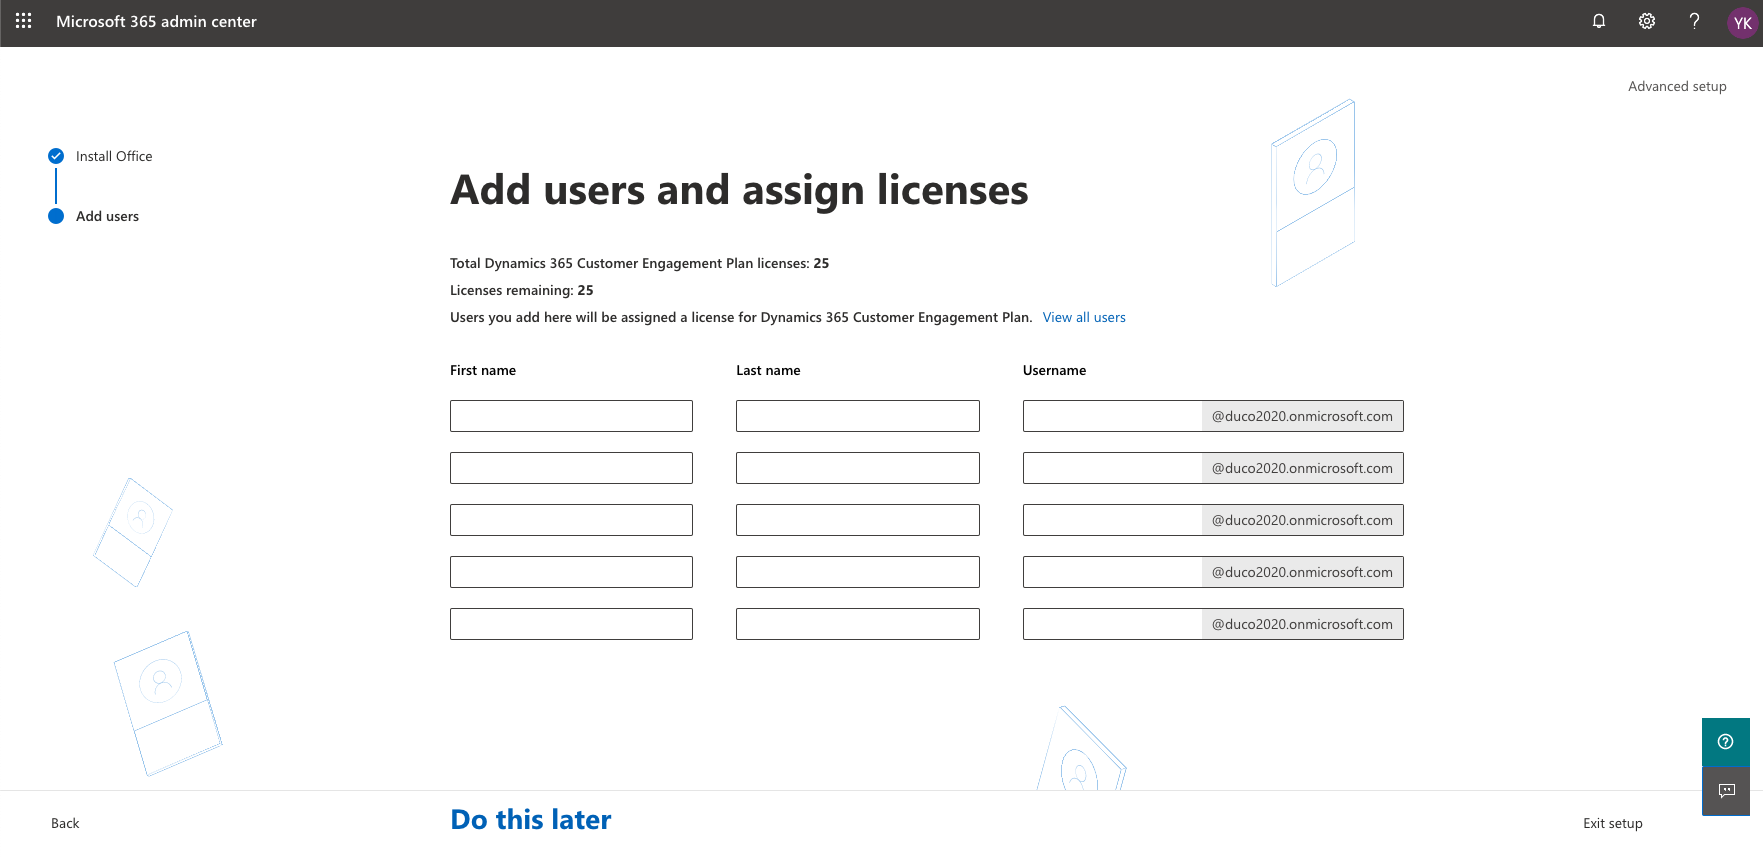 Microsoft 365 admin center
YK
Advanced setup
Install Office
Add users
Add users and assign licenses
Total Dynamics 365 Customer Engagement Plan licenses: 25
Licenses remaining: 25
Users you add here will be assigned a license for Dynamics 365 Customer Engagement Plan. View all users
First name Last name Username
@duco2020.onmicrosoft.com
@duco2020.onmicrosoft.com
@duco2020.onmicrosoft.com
@duco2020.onmicrosoft.com
@duco2020.onmicrosoft.com
Back Do this later Exit setup